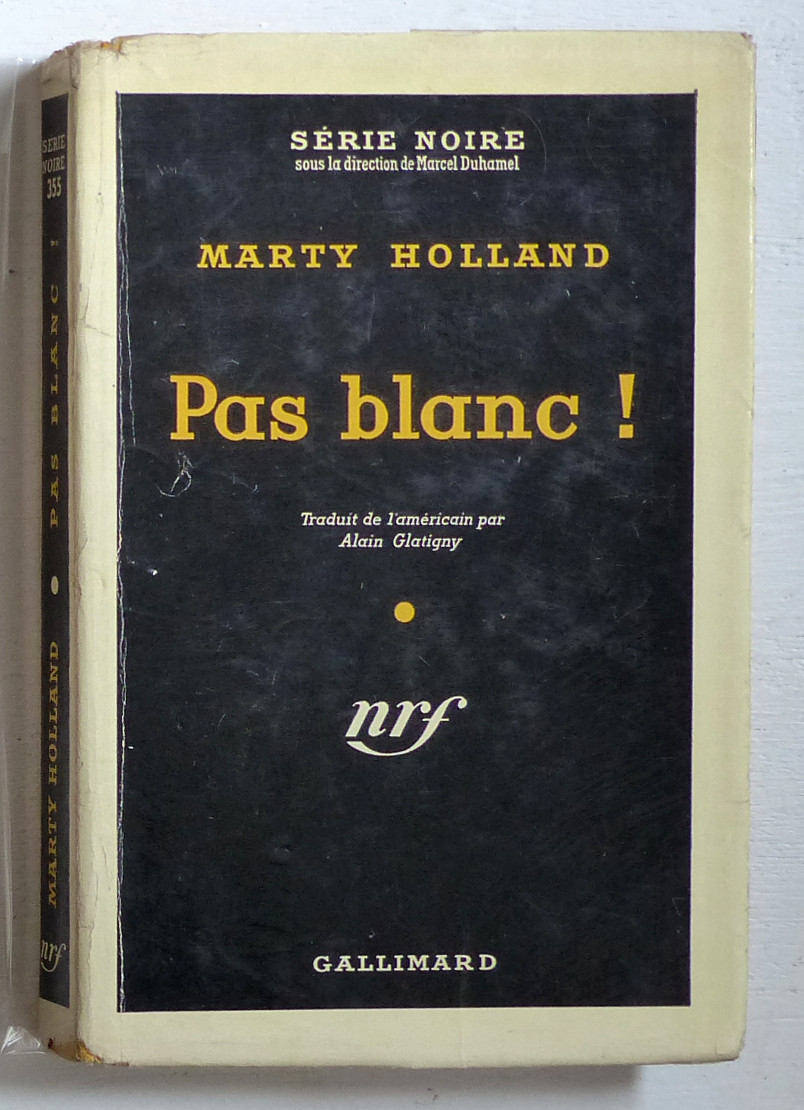 SÉRIE NOIRE
sous la direction de Marcel Duhamel
MARTY HOLLAND
Pas blanc !
Traduit de l'américain par
Alain Glatigny
nrf
GALLIMARD
SÉRIE
NOIRE
355
MARTY HOLLAND ● PAS BLANC !
nrf